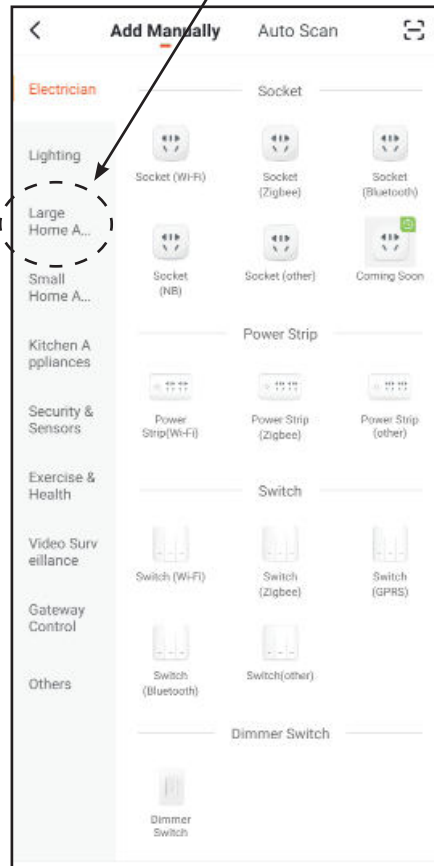 Add Manually Auto Scan
Electrician
Lighting
Large
Home A...
Small
Home A...
Kitchen A
ppliances
Security &
Sensors
Exercise &
Health
Video Surv
eillance
Gateway
Control
Others
Socket
Socket (Wi-Fi)
Socket
(Zigbee)
Socket
(Bluetooth)
Socket
(NB)
Socket (other)
Coming Soon
Power Strip
Power
Strip(Wi-Fi)
Power Strip
(Zigbee)
Power Strip
(other)
Switch
Switch (Wi-Fi)
Switch
(Zigbee)
Switch
(GPRS)
Switch
(Bluetooth)
Switch(other)
Dimmer Switch
Dimmer
Switch